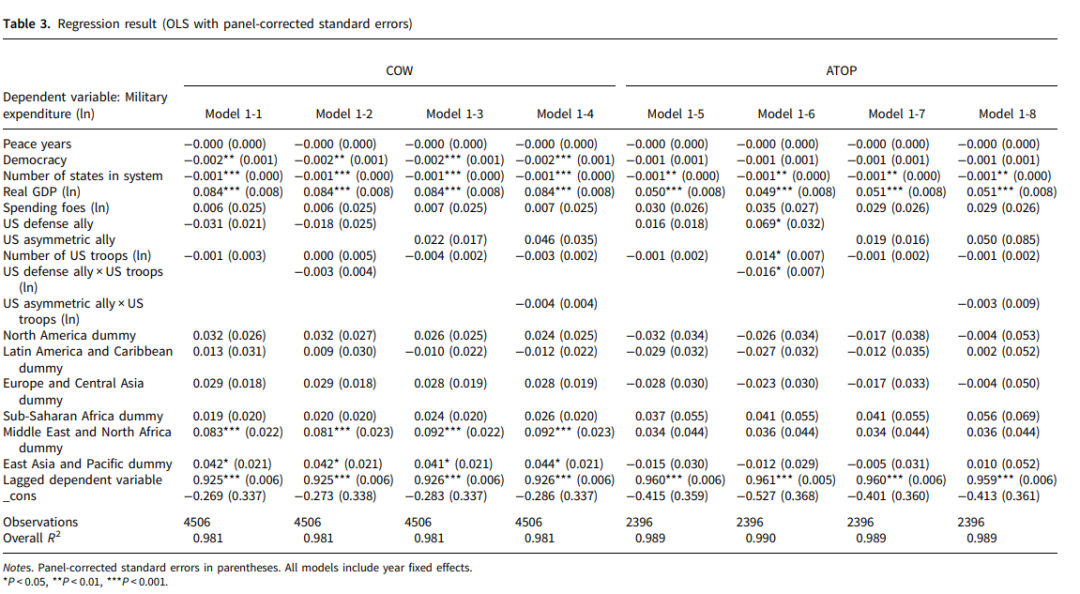 Table 3. Regression result (OLS with panel-corrected standard errors)
COW ATOP
Dependent variable: Military
expenditure (ln) Model 1-1 Model 1-2 Model 1-3 Model 1-4 Model 1-5 Model 1-6 Model 1-7 Model 1-8
Peace years −0.000 (0.000) −0.000 (0.000) −0.000 (0.000) −0.000 (0.000) −0.000 (0.000) −0.000 (0.000) −0.000 (0.000) −0.000 (0.000)
Democracy −0.002** (0.001) −0.002** (0.001) −0.002*** (0.001) −0.002*** (0.001) −0.001 (0.001) −0.001 (0.001) −0.001 (0.001) −0.001 (0.001)
Number of states in system −0.001*** (0.000) −0.001*** (0.000) −0.001*** (0.000) −0.001*** (0.000) −0.001** (0.000) −0.001** (0.000) −0.001** (0.000) −0.001** (0.000)
Real GDP (ln) 0.084*** (0.008) 0.084*** (0.008) 0.084*** (0.008) 0.084*** (0.008) 0.050*** (0.008) 0.049*** (0.008) 0.051*** (0.008) 0.051*** (0.008)
Spending foes (ln) 0.006 (0.025) 0.006 (0.025) 0.007 (0.025) 0.007 (0.025) 0.030 (0.026) 0.035 (0.027) 0.029 (0.026) 0.029 (0.026)
US defense ally −0.031 (0.021) −0.018 (0.025) 0.016 (0.018) 0.069* (0.032)
US asymmetric ally 0.022 (0.017) 0.046 (0.035) 0.019 (0.016) 0.050 (0.085)
Number of US troops (ln) −0.001 (0.003) 0.000 (0.005) −0.004 (0.002) −0.003 (0.002) −0.001 (0.002) 0.014* (0.007) −0.001 (0.002) −0.001 (0.002)
US defense ally × US troops −0.003 (0.004) −0.016* (0.007)
(ln)
US asymmetric ally × US −0.004 (0.004) −0.003 (0.009)
troops (ln)
North America dummy 0.032 (0.026) 0.032 (0.027) 0.026 (0.025) 0.024 (0.025) −0.032 (0.034) −0.026 (0.034) −0.017 (0.038) −0.004 (0.053)
Latin America and Caribbean 0.013 (0.031) 0.009 (0.030) −0.010 (0.022) −0.012 (0.022) −0.029 (0.032) −0.027 (0.032) −0.012 (0.035) 0.002 (0.052)
dummy
Europe and Central Asia 0.029 (0.018) 0.029 (0.018) 0.028 (0.019) 0.028 (0.019) −0.028 (0.030) −0.023 (0.030) −0.017 (0.033) −0.004 (0.050)
dummy
Sub-Saharan Africa dummy 0.019 (0.020) 0.020 (0.020) 0.024 (0.020) 0.026 (0.020) 0.037 (0.055) 0.041 (0.055) 0.041 (0.055) 0.056 (0.069)
Middle East and North Africa 0.083*** (0.022) 0.081*** (0.023) 0.092*** (0.022) 0.092*** (0.023) 0.034 (0.044) 0.036 (0.044) 0.034 (0.044) 0.036 (0.044)
dummy
East Asia and Pacific dummy 0.042* (0.021) 0.042* (0.021) 0.041* (0.021) 0.044* (0.021) −0.015 (0.030) −0.012 (0.029) −0.005 (0.031) 0.010 (0.052)
Lagged dependent variable 0.925*** (0.006) 0.925*** (0.006) 0.926*** (0.006) 0.926*** (0.006) 0.960*** (0.006) 0.961*** (0.005) 0.960*** (0.006) 0.959*** (0.006)
_cons −0.269 (0.337) −0.273 (0.338) −0.283 (0.337) −0.286 (0.337) −0.415 (0.359) −0.527 (0.368) −0.401 (0.360) −0.413 (0.361)
Observations 4506 4506 4506 4506 2396 2396 2396 2396
Overall R² 0.981 0.981 0.981 0.981 0.989 0.990 0.989 0.989
Notes. Panel-corrected standard errors in parentheses. All models include year fixed effects.
*P < 0.05, **P < 0.01, ***P < 0.001.